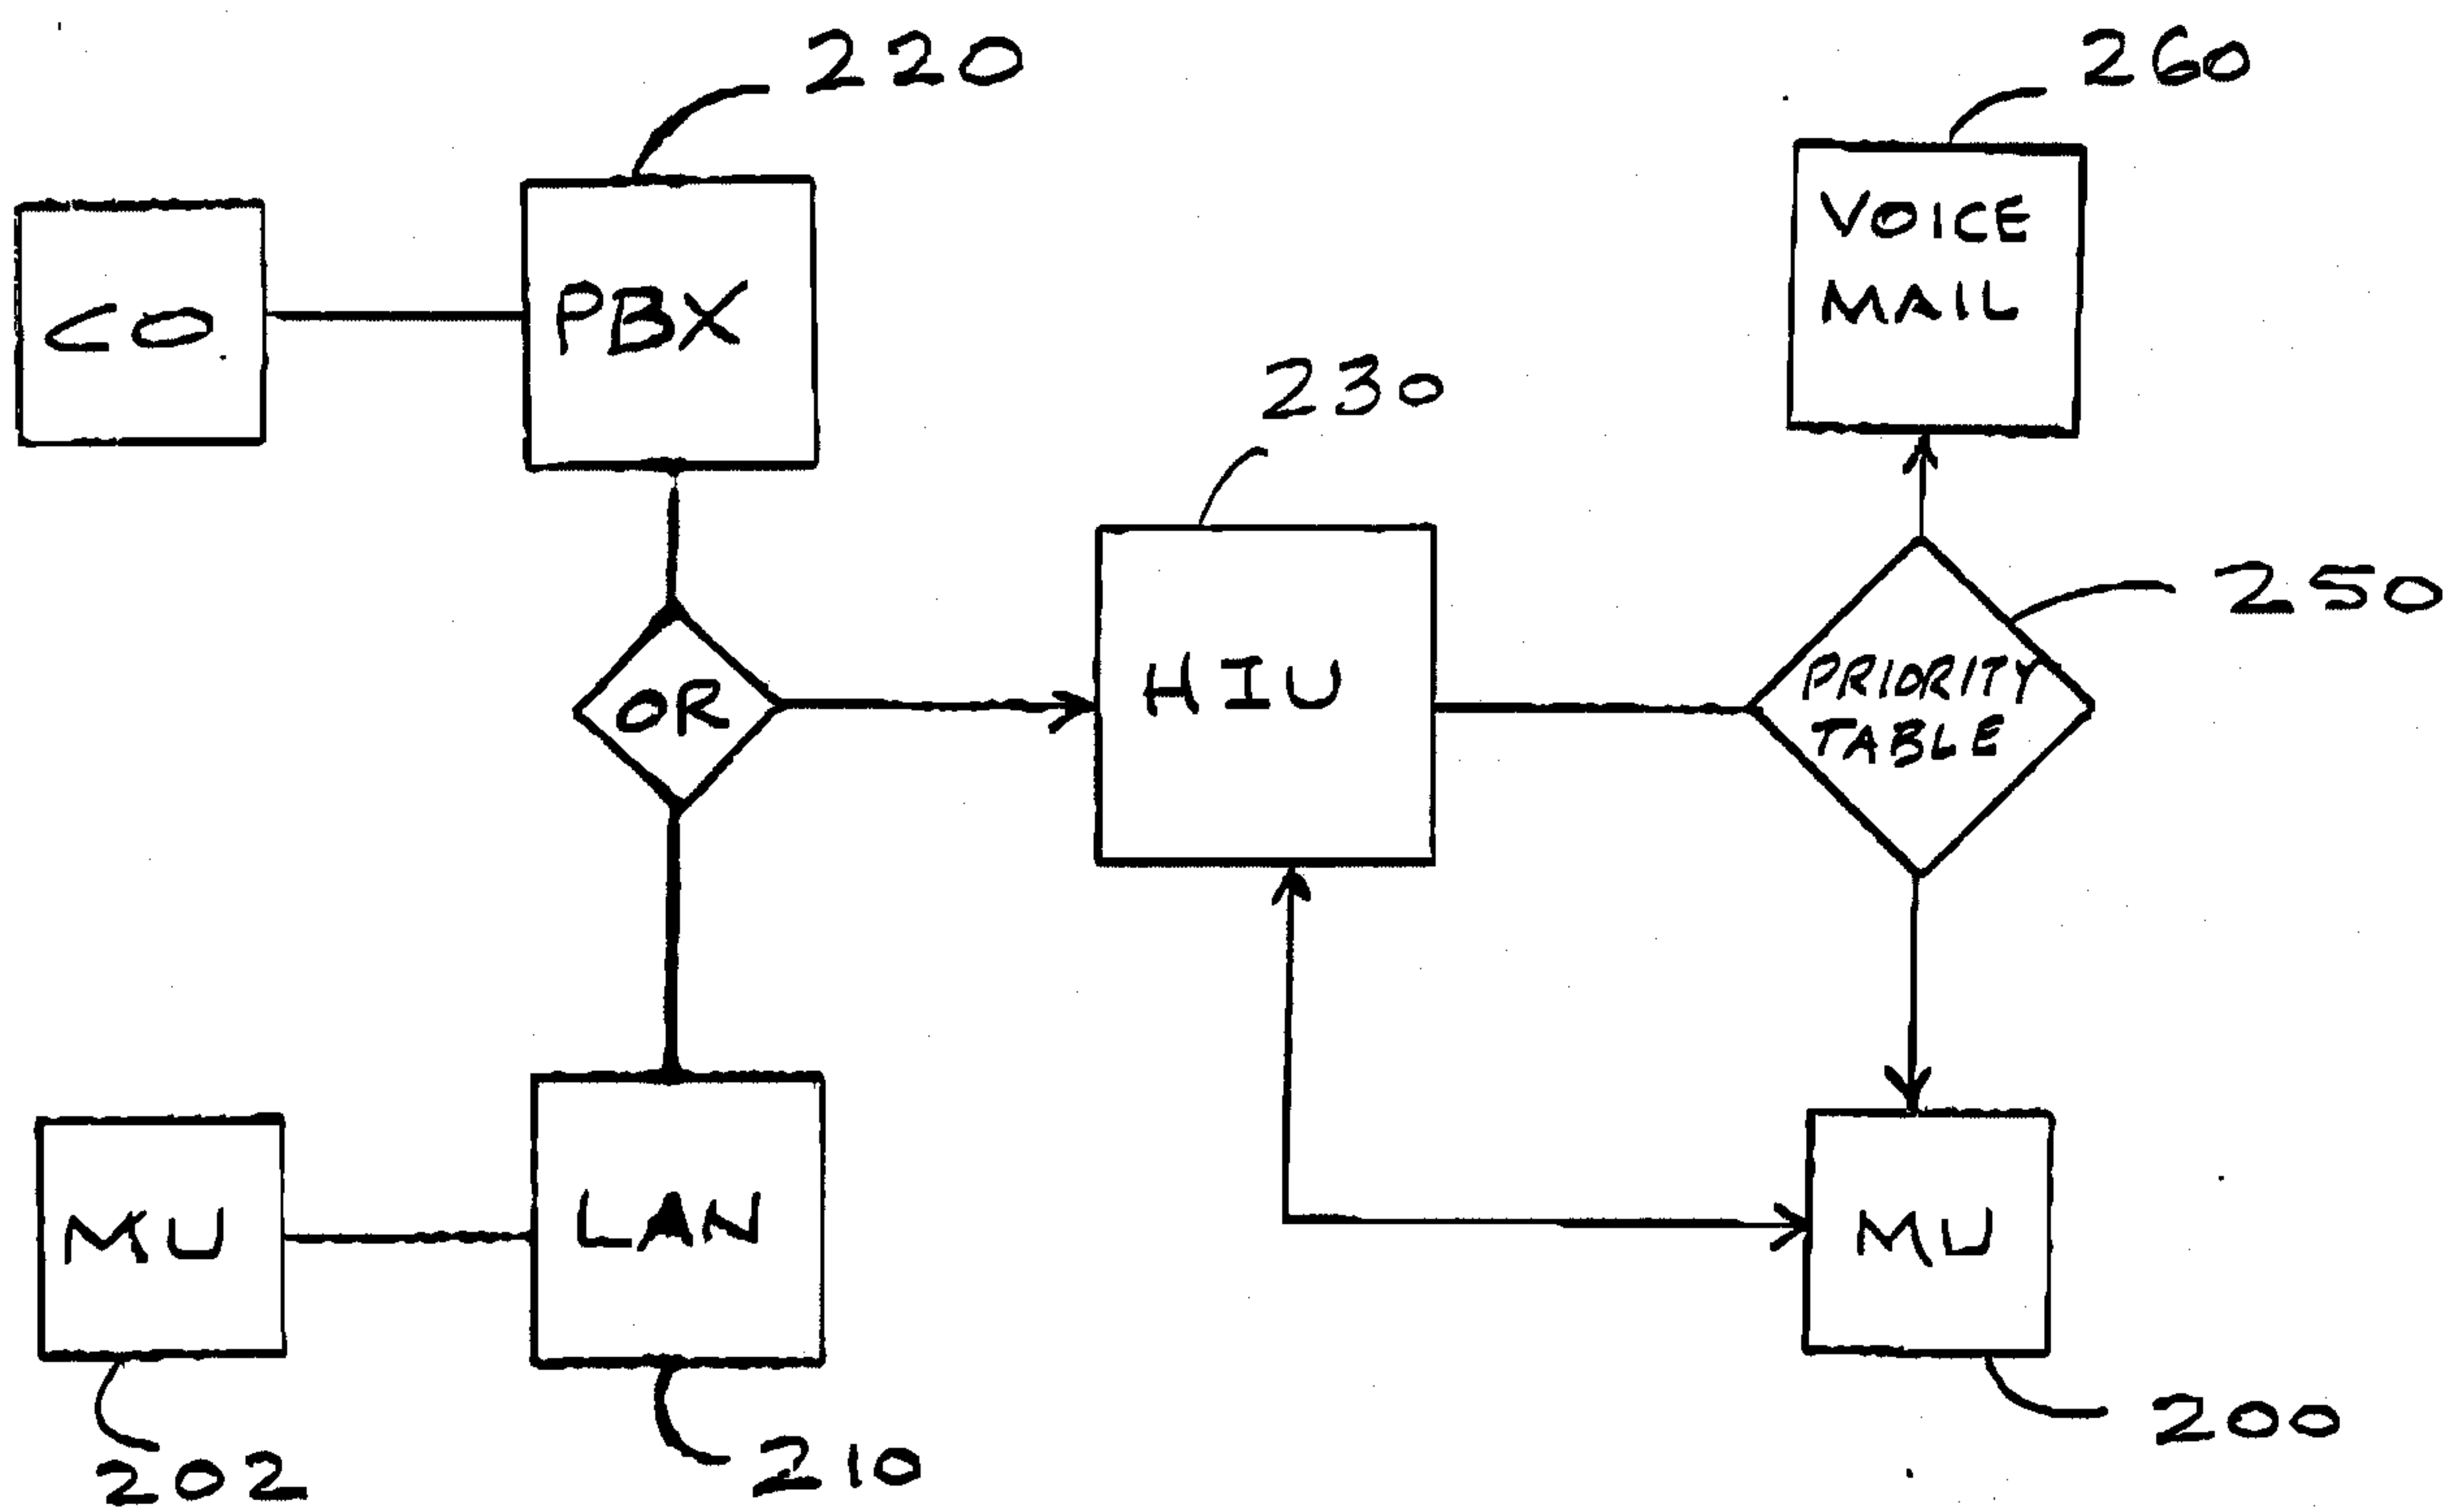 220
260
CO
PBX
VOICE
MAIL
230
250
OR
HIU
PRIORITY
TABLE
MU
LAN
MU
202
210
200